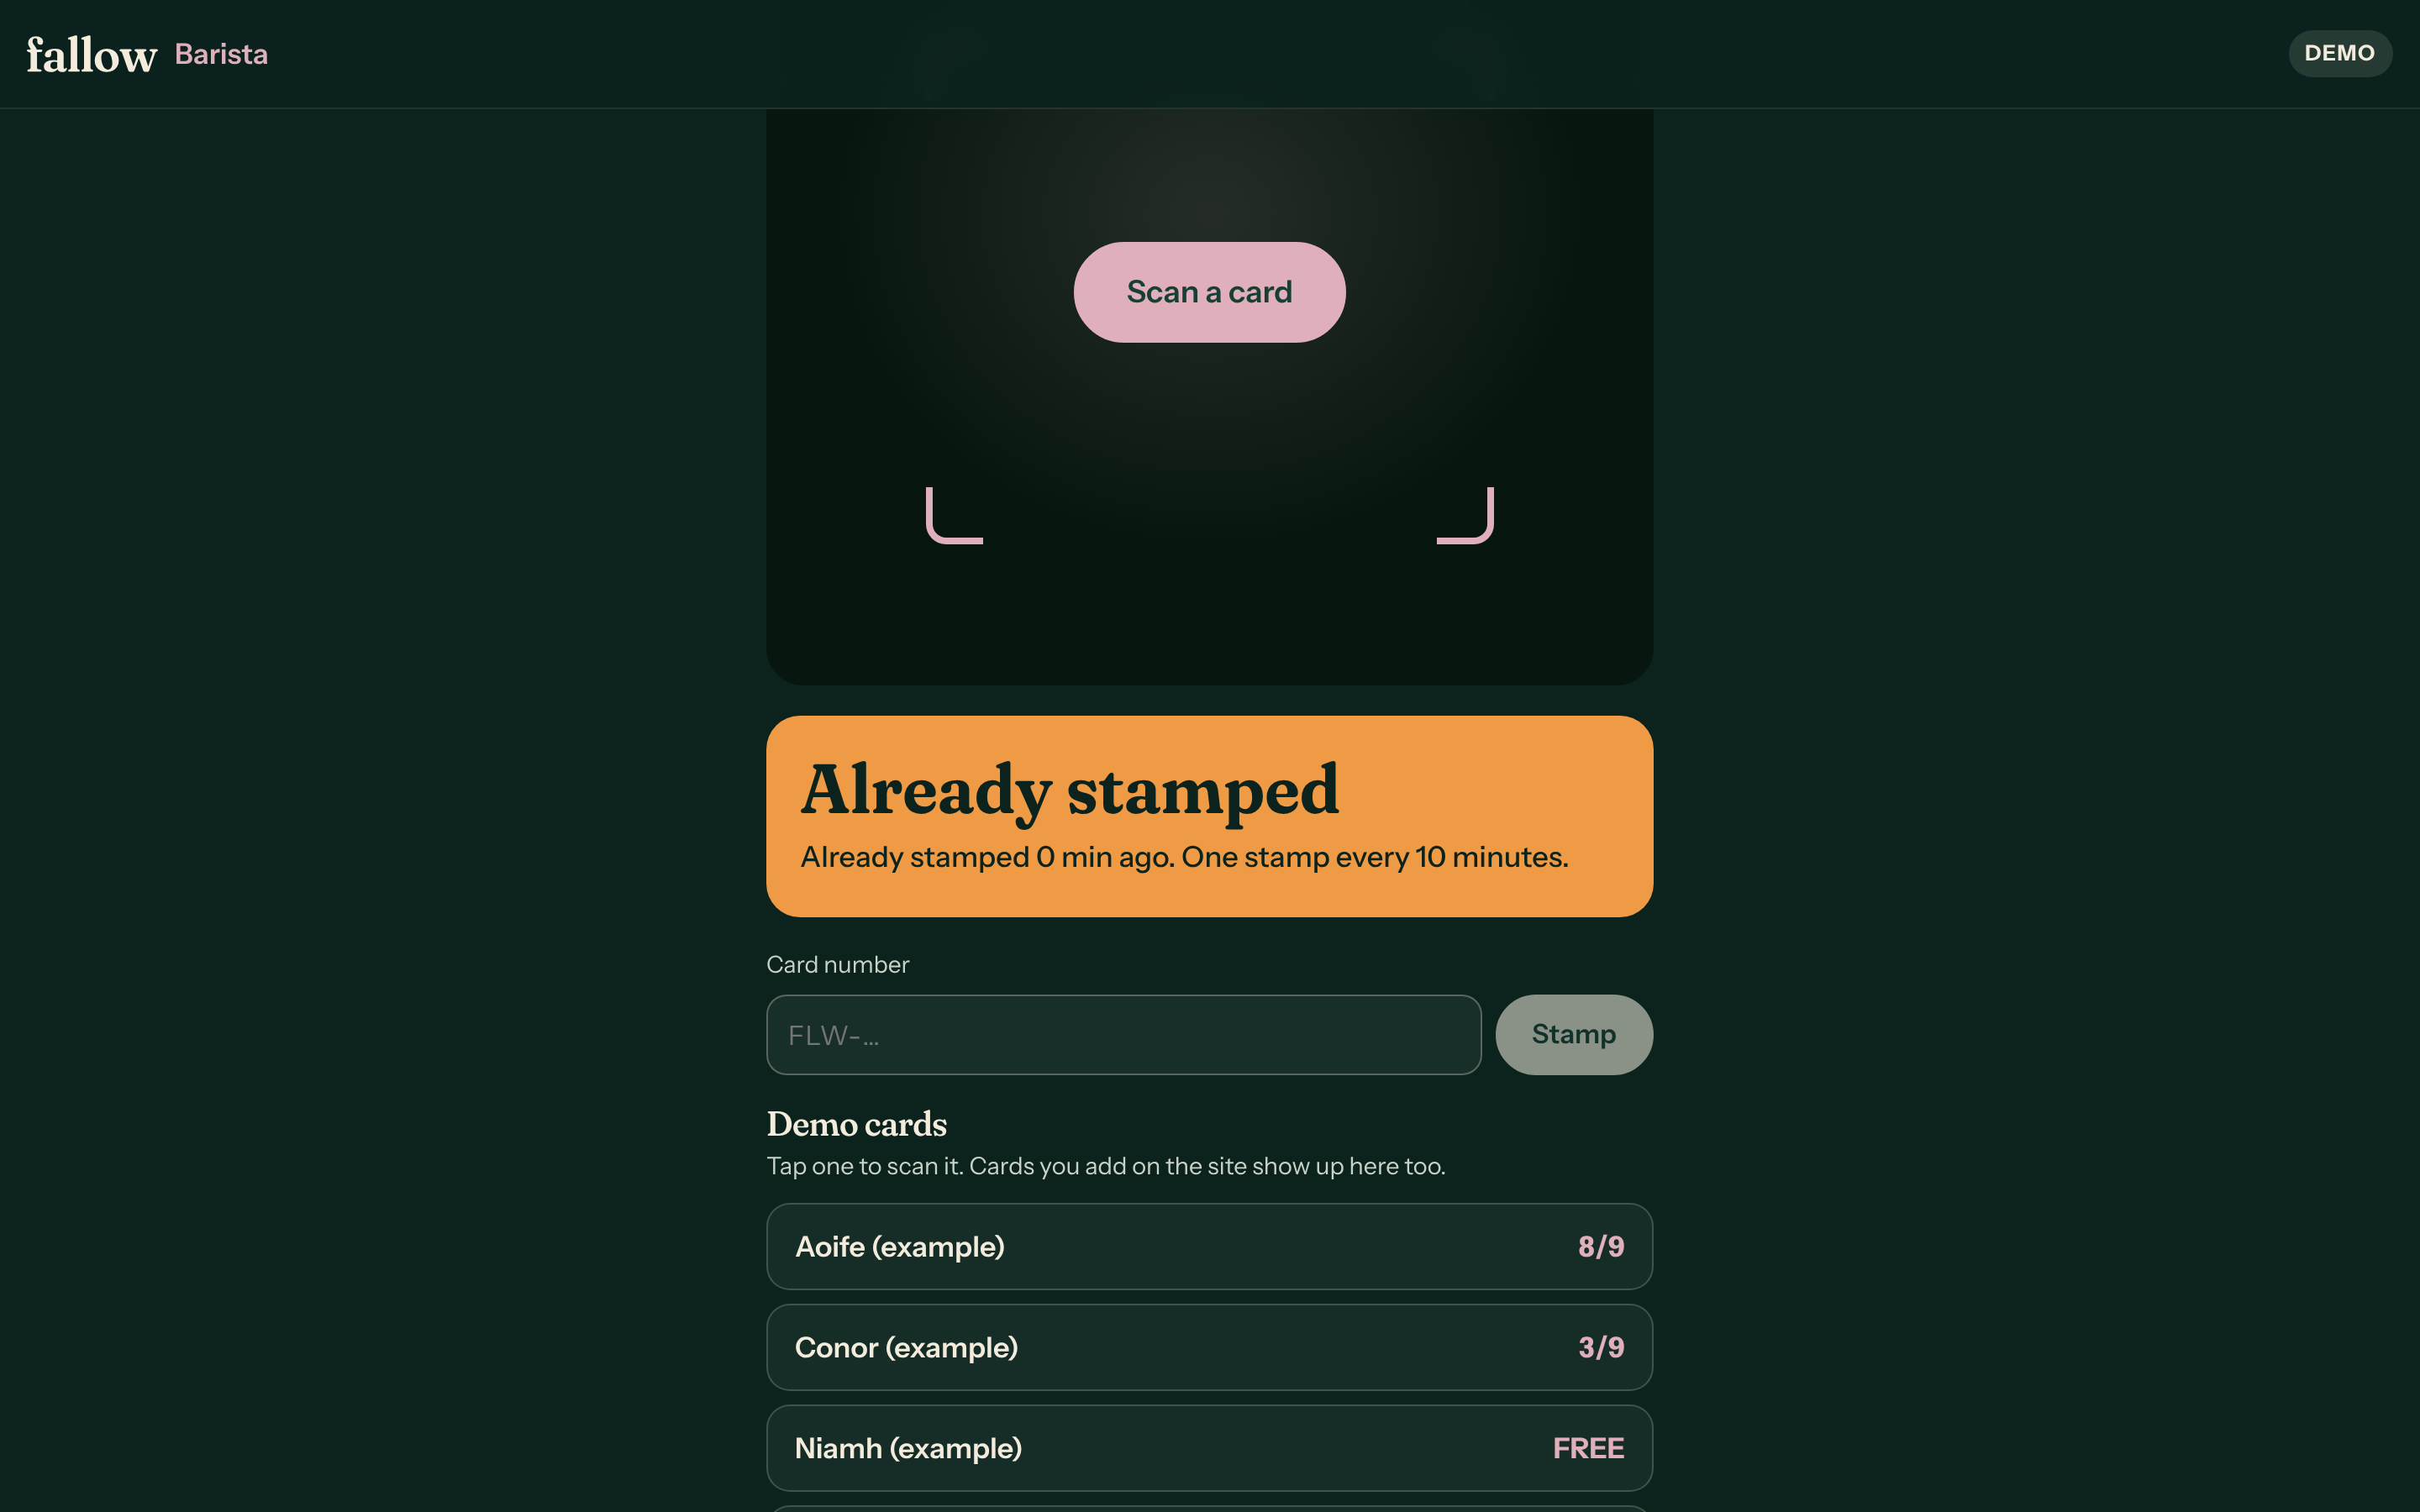 fallow Barista
DEMO
Scan a card
Already stamped
Already stamped 0 min ago. One stamp every 10 minutes.
Card number
FLW-...
Stamp
Demo cards
Tap one to scan it. Cards you add on the site show up here too.
Aoife (example) 8/9
Conor (example) 3/9
Niamh (example) FREE